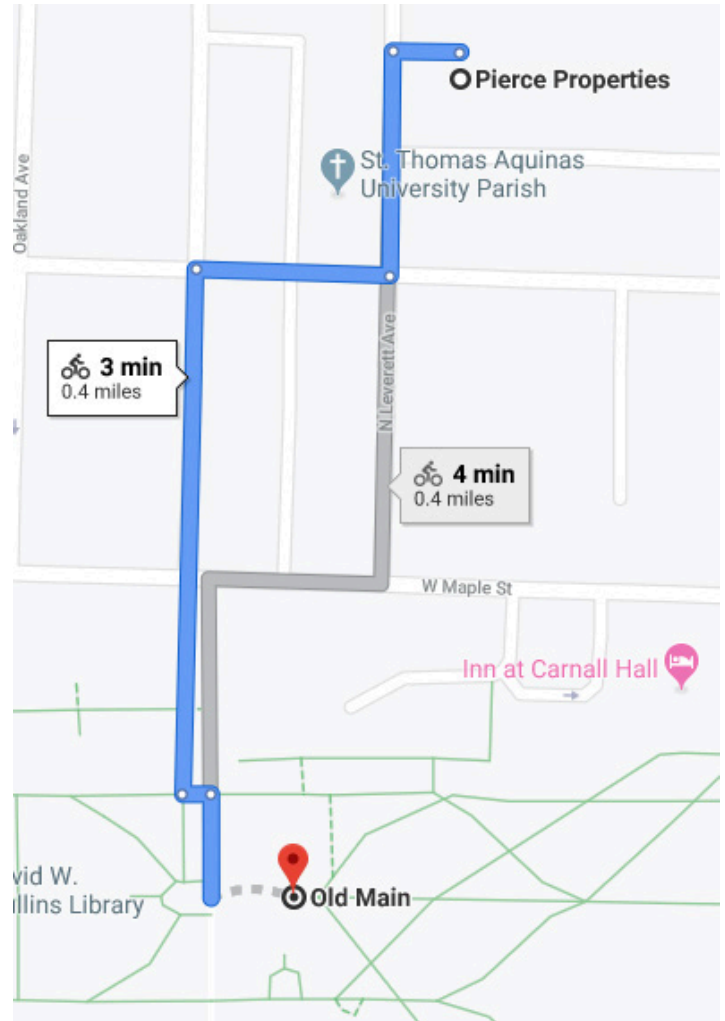 Pierce Properties
St. Thomas Aquinas
University Parish
Oakland Ave
3 min
0.4 miles
N Leverett Ave
4 min
0.4 miles
W Maple St
Inn at Carnall Hall
vid W.
llins Library
Old Main